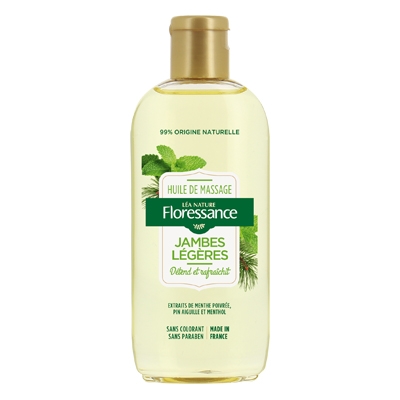 99% ORIGINE NATURELLE
HUILE DE MASSAGE
LÉA NATURE
Floressance
JAMBES
LÉGÈRES
Détend et rafraîchit
EXTRAITS DE MENTHE POIVRÉE,
PIN AIGUILLE ET MENTHOL
SANS COLORANT
SANS PARABEN
MADE IN
FRANCE